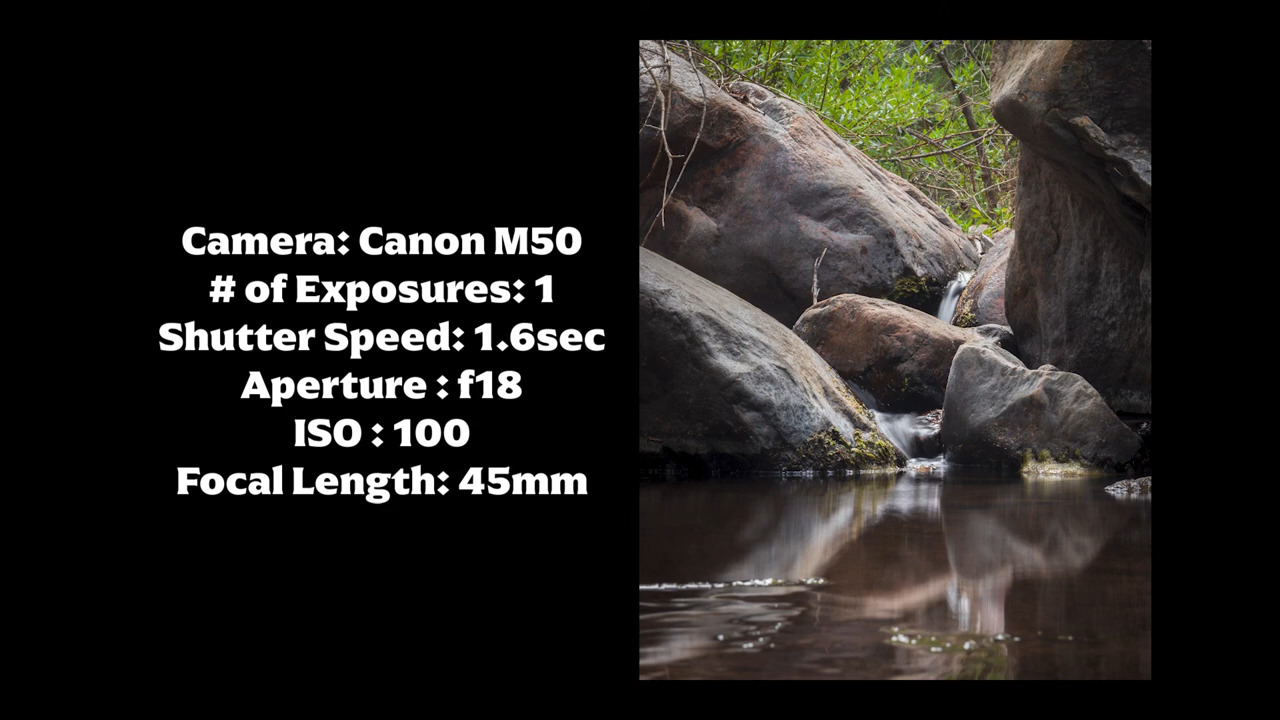 Camera: Canon M50
# of Exposures: 1
Shutter Speed: 1.6sec
Aperture : f18
ISO : 100
Focal Length: 45mm